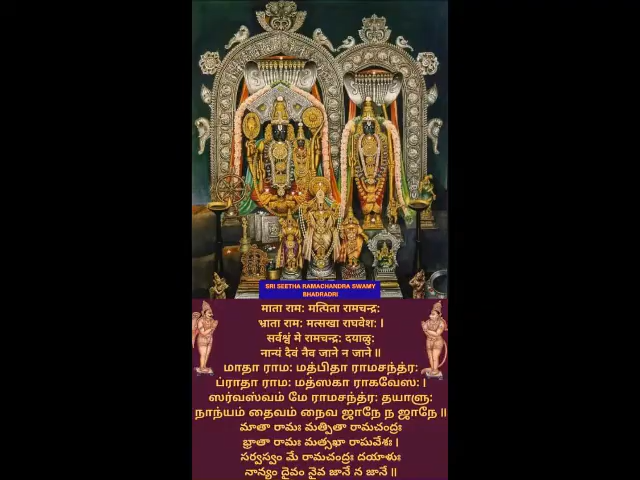 SRI SEETHA RAMACHANDRA SWAMY
BHADRADRI
माता राम: मत्पिता रामचन्द्र:
भ्राता राम: मत्सखा राघवेश: ।
सर्वश्वं मे रामचन्द्र: दयाळु:
नान्यं दैवं नैव जाने न जाने ॥
மாதா ராம: மத்பிதா ராமசந்த்ர:
ப்ராதா ராம: மத்ஸகா ராகவேஸ: ।
ஸர்வஸ்வம் மே ராமசந்த்ர: தயாளு:
நாந்யம் தைவம் நைவ ஜாநே ந ஜாநே ॥
మాతా రామః మత్పితా రామచంద్రః
భ్రాతా రామః మత్సఖా రాఘవేశః ।
సర్వస్వం మే రామచంద్రః దయాళుః
నాన్యం దైవం నైవ జానే న జానే ॥